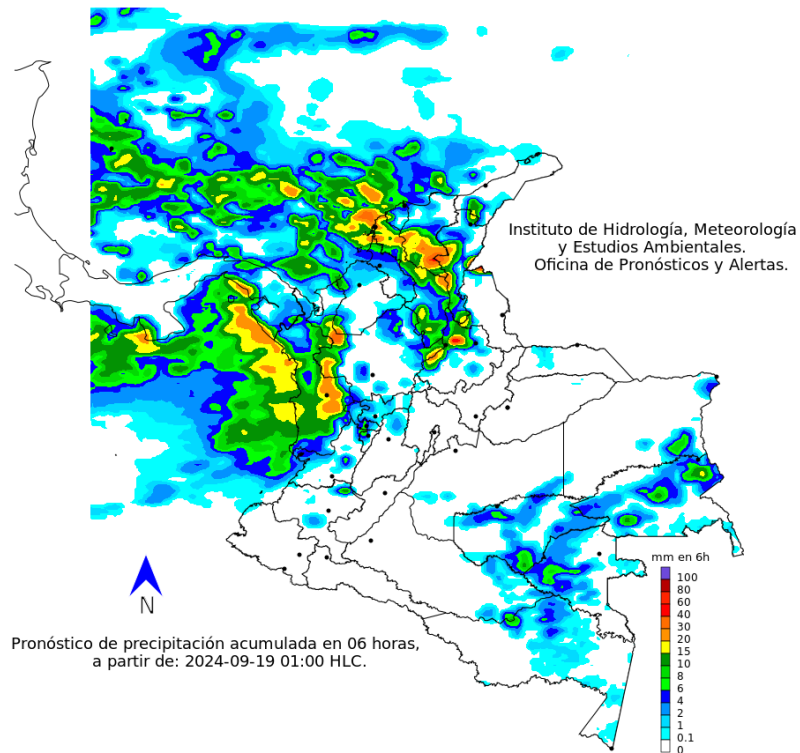 Instituto de Hidrología, Meteorología
y Estudios Ambientales.
Oficina de Pronósticos y Alertas.
mm en 6h
100
80
60
40
30
20
15
10
8
6
4
2
1
0.1
0
N
Pronóstico de precipitación acumulada en 06 horas,
a partir de: 2024-09-19 01:00 HLC.